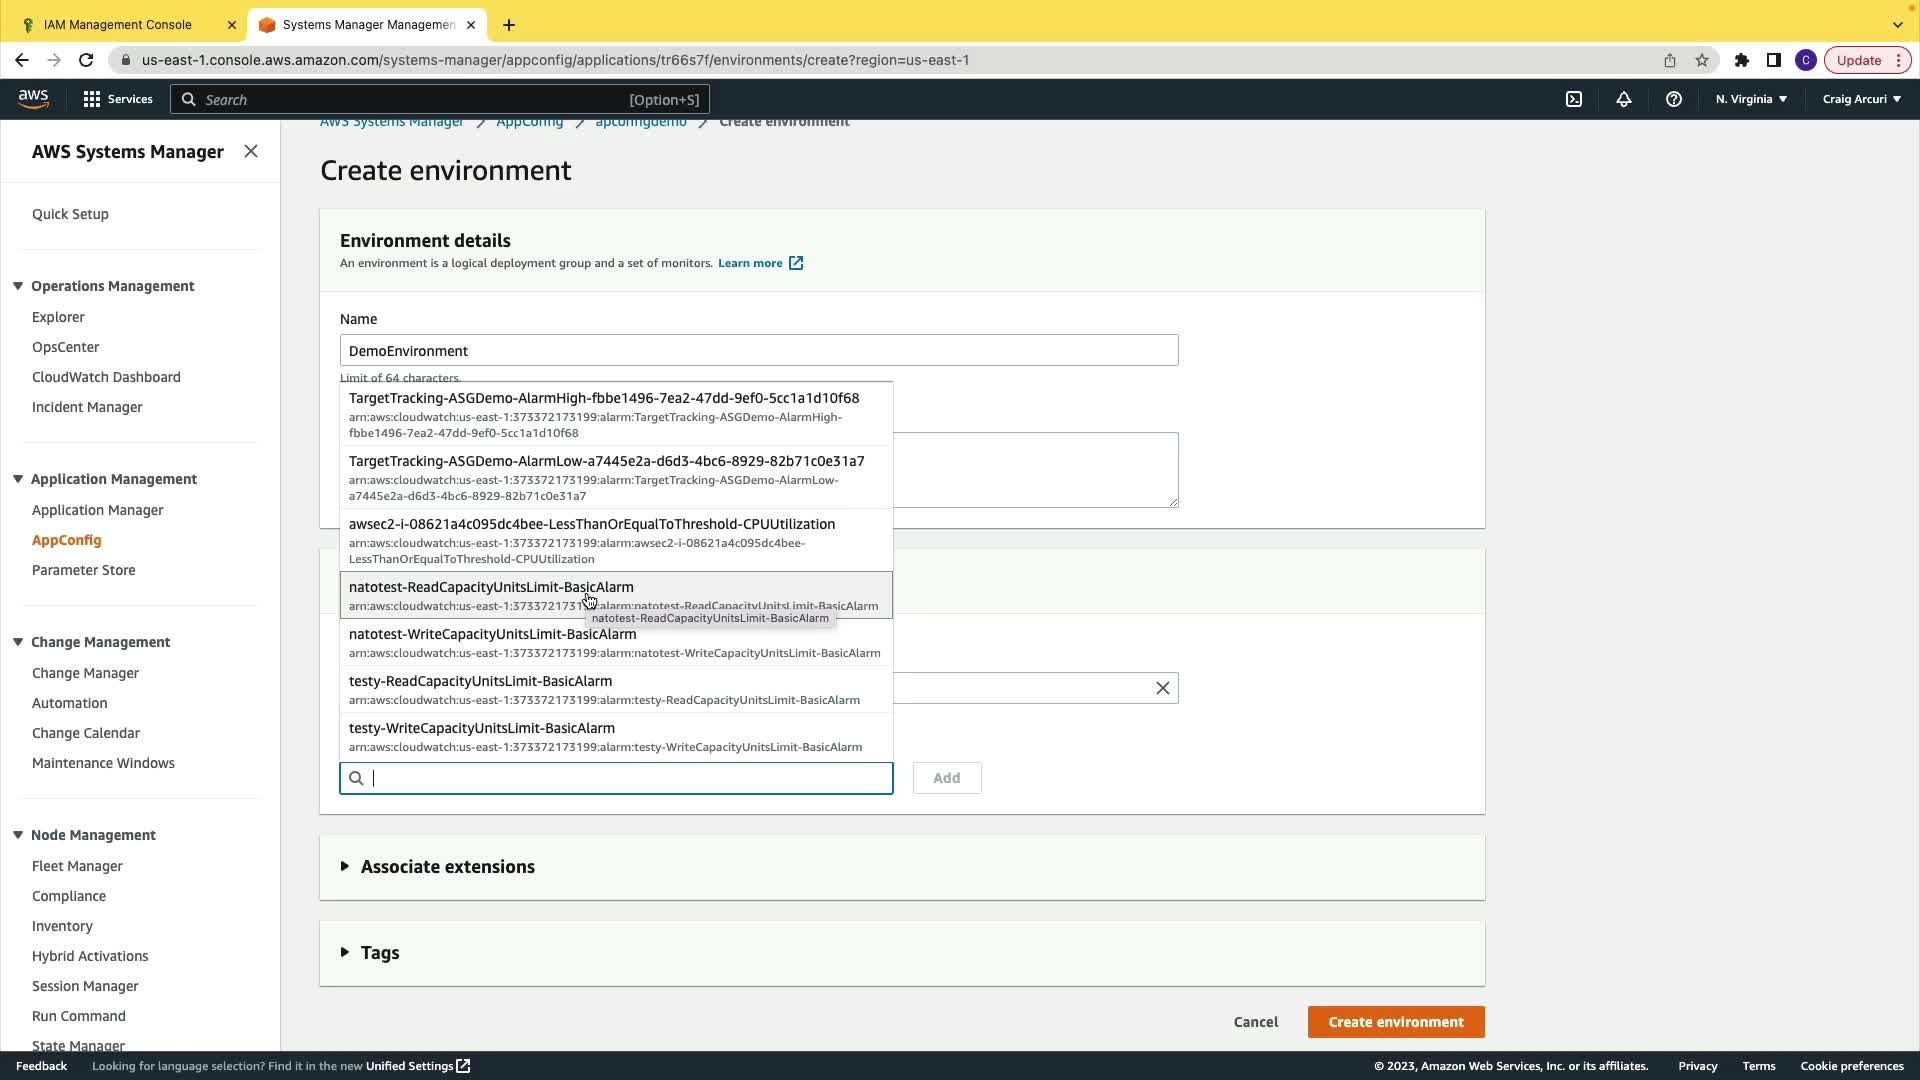 IAM Management Console
Systems Manager Managemen
us-east-1.console.aws.amazon.com/systems-manager/appconfig/applications/tr66s7f/environments/create?region=us-east-1
C
Update
aws
Services
Search
[Option+S]
N. Virginia
Craig Arcuri
AWS Systems Manager
AppConfig
apconfigdemo
Create environment
AWS Systems Manager
Quick Setup
Operations Management
Explorer
OpsCenter
CloudWatch Dashboard
Incident Manager
Application Management
Application Manager
AppConfig
Parameter Store
Change Management
Change Manager
Automation
Change Calendar
Maintenance Windows
Node Management
Fleet Manager
Compliance
Inventory
Hybrid Activations
Session Manager
Run Command
State Manager
Create environment
Environment details
An environment is a logical deployment group and a set of monitors. Learn more
Name
DemoEnvironment
Limit of 64 characters.
TargetTracking-ASGDemo-AlarmHigh-fbbe1496-7ea2-47dd-9ef0-5cc1a1d10f68
arn:aws:cloudwatch:us-east-1:373372173199:alarm:TargetTracking-ASGDemo-AlarmHigh-
fbbe1496-7ea2-47dd-9ef0-5cc1a1d10f68
TargetTracking-ASGDemo-AlarmLow-a7445e2a-d6d3-4bc6-8929-82b71c0e31a7
arn:aws:cloudwatch:us-east-1:373372173199:alarm:TargetTracking-ASGDemo-AlarmLow-
a7445e2a-d6d3-4bc6-8929-82b71c0e31a7
awsec2-i-08621a4c095dc4bee-LessThanOrEqualToThreshold-CPUUtilization
arn:aws:cloudwatch:us-east-1:373372173199:alarm:awsec2-i-08621a4c095dc4bee-
LessThanOrEqualToThreshold-CPUUtilization
natotest-ReadCapacityUnitsLimit-BasicAlarm
arn:aws:cloudwatch:us-east-1:3733721731 alarm:natotest-ReadCapacityUnitsLimit-BasicAlarm
natotest-ReadCapacityUnitsLimit-BasicAlarm
natotest-WriteCapacityUnitsLimit-BasicAlarm
arn:aws:cloudwatch:us-east-1:373372173199:alarm:natotest-WriteCapacityUnitsLimit-BasicAlarm
testy-ReadCapacityUnitsLimit-BasicAlarm
arn:aws:cloudwatch:us-east-1:373372173199:alarm:testy-ReadCapacityUnitsLimit-BasicAlarm
testy-WriteCapacityUnitsLimit-BasicAlarm
arn:aws:cloudwatch:us-east-1:373372173199:alarm:testy-WriteCapacityUnitsLimit-BasicAlarm
Add
Associate extensions
Tags
Cancel
Create environment
Feedback
Looking for language selection? Find it in the new Unified Settings
© 2023, Amazon Web Services, Inc. or its affiliates.
Privacy
Terms
Cookie preferences